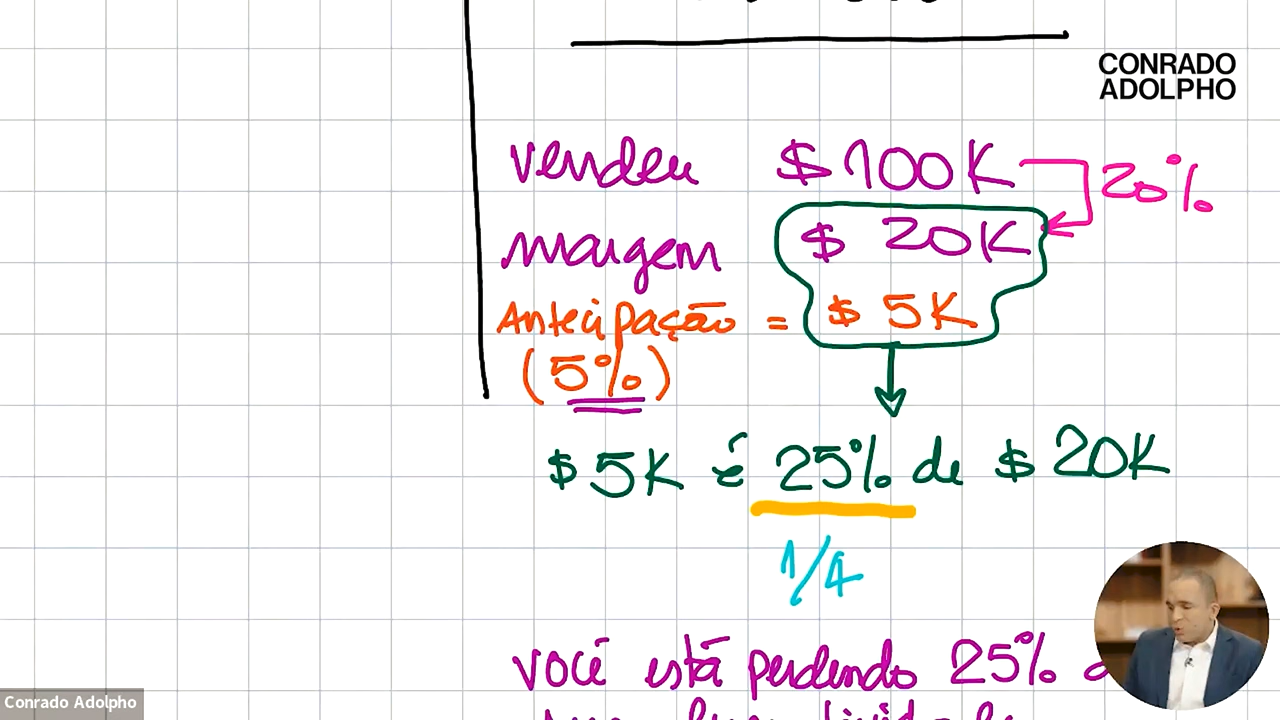 CONRADO
ADOLPHO
vendeu $ 100K 20%
margem $ 20K
Antecipação = $ 5K
(5%)
$ 5K é 25% de $ 20K
1/4
você está perdendo 25%
Conrado Adolpho